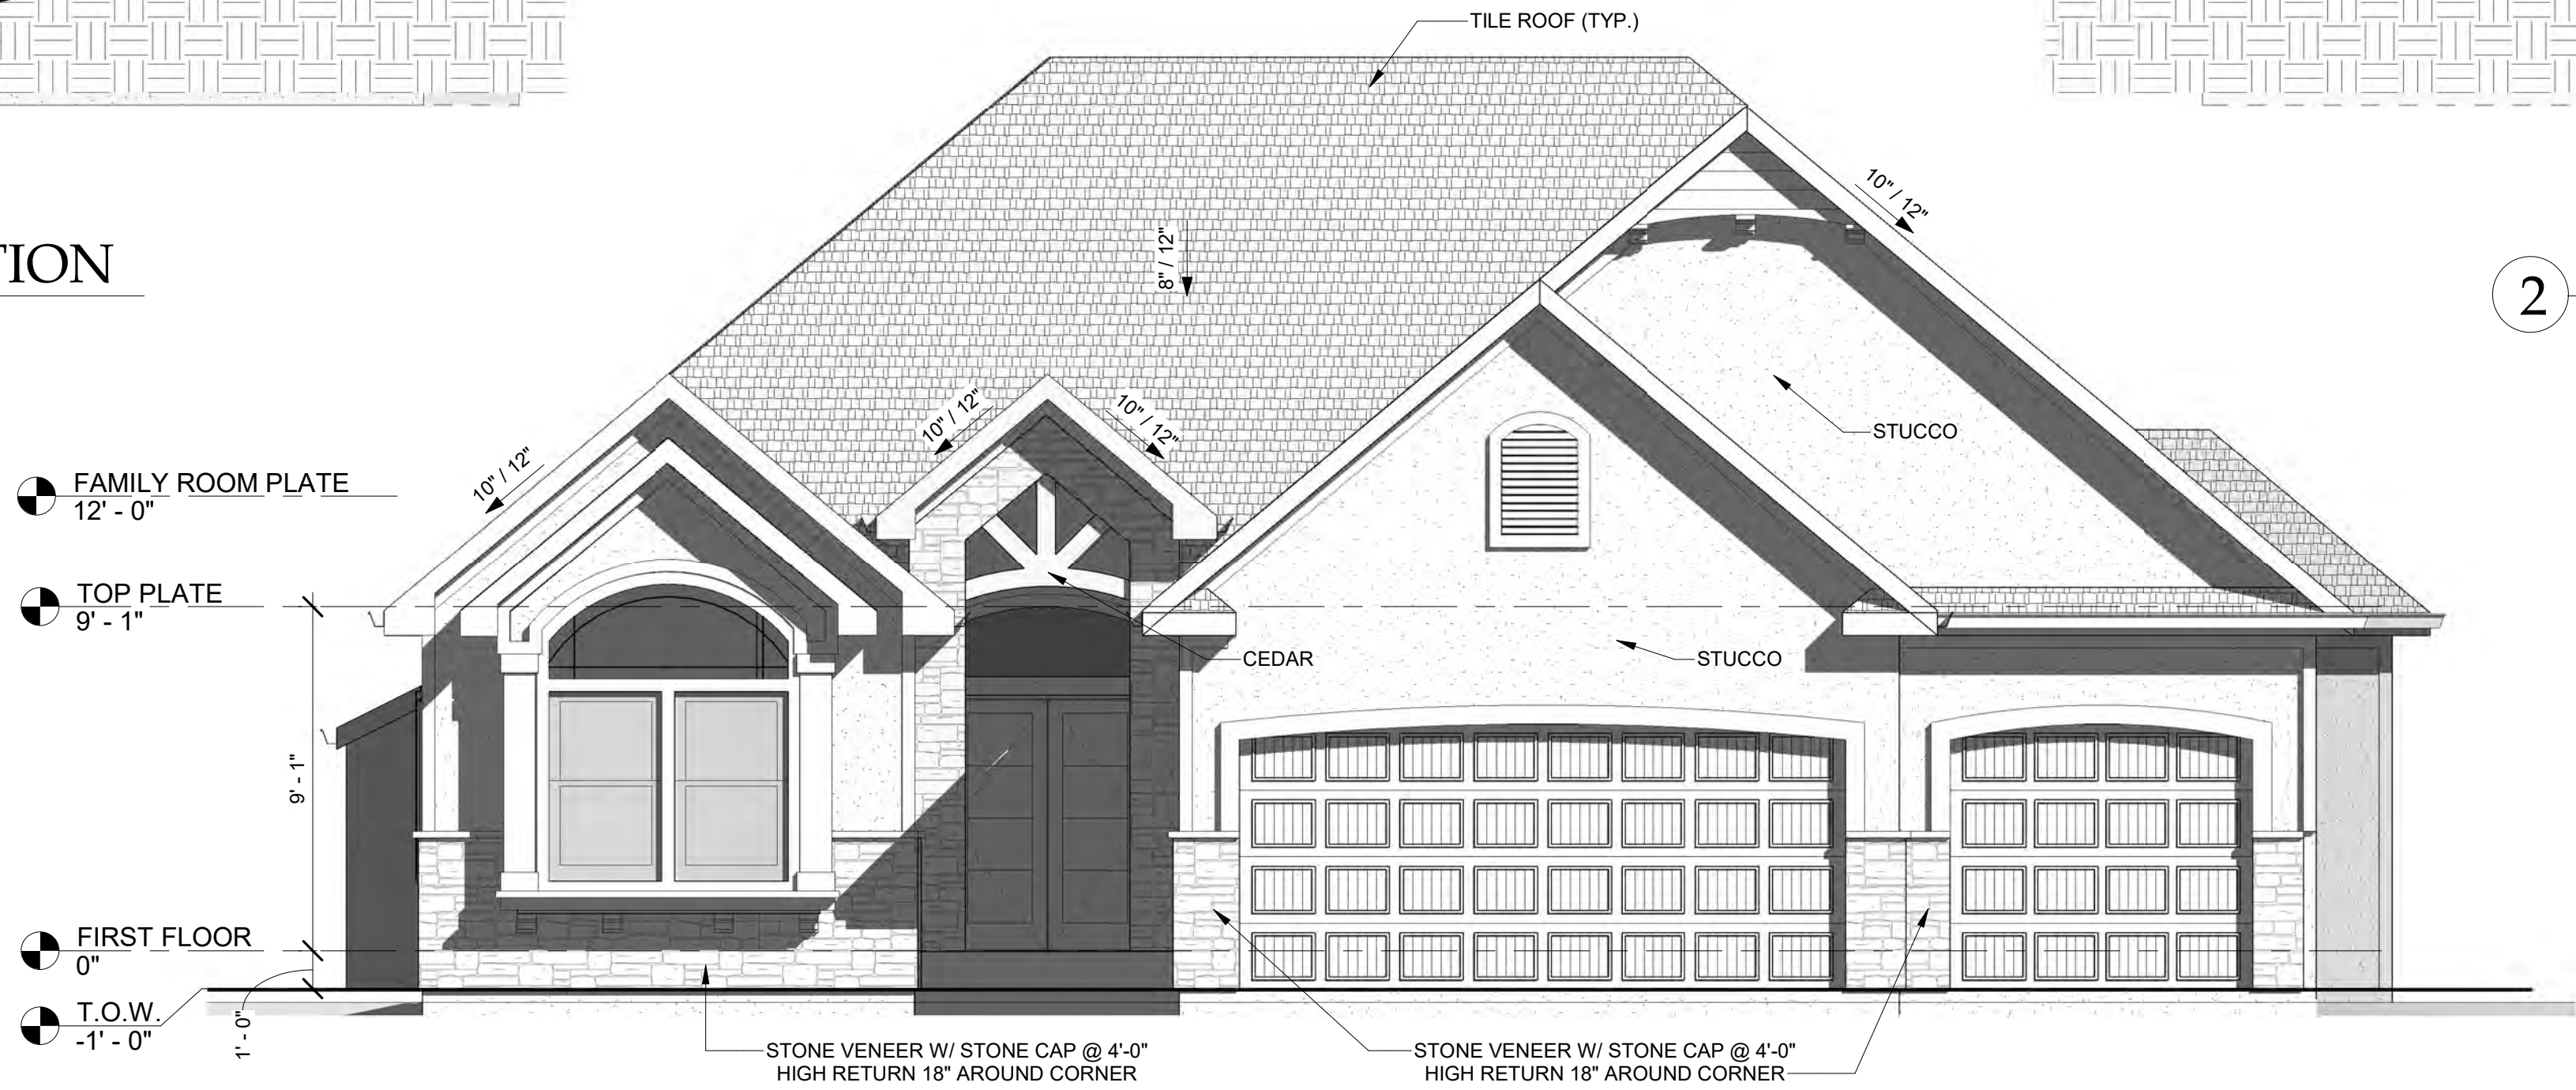 TILE ROOF (TYP.)
10" / 12"
TION
8" / 12"
2
10" / 12"
10" / 12"
STUCCO
10" / 12"
FAMILY ROOM PLATE
12' - 0"
TOP PLATE
9' - 1"
CEDAR
STUCCO
9' - 1"
FIRST FLOOR
0"
T.O.W.
-1' - 0"
1' - 0"
STONE VENEER W/ STONE CAP @ 4'-0"
HIGH RETURN 18" AROUND CORNER
STONE VENEER W/ STONE CAP @ 4'-0"
HIGH RETURN 18" AROUND CORNER